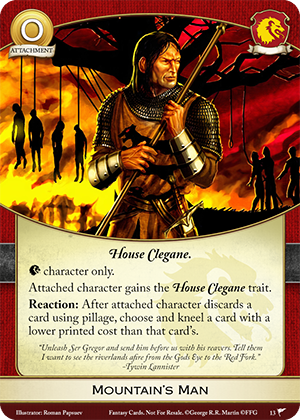 0
ATTACHMENT
House Clegane.
character only.
Attached character gains the House Clegane trait.
Reaction: After attached character discards a
card using pillage, choose and kneel a card with a
lower printed cost than that card's.
"Unleash Ser Gregor and send him before us with his reavers. Tell them
I want to see the riverlands afire from the Gods Eye to the Red Fork."
-Tywin Lannister
MOUNTAIN'S MAN
Illustrator: Roman Papsuev Fantasy Cards. Not For Resale. ©George R.R. Martin ©FFG 13